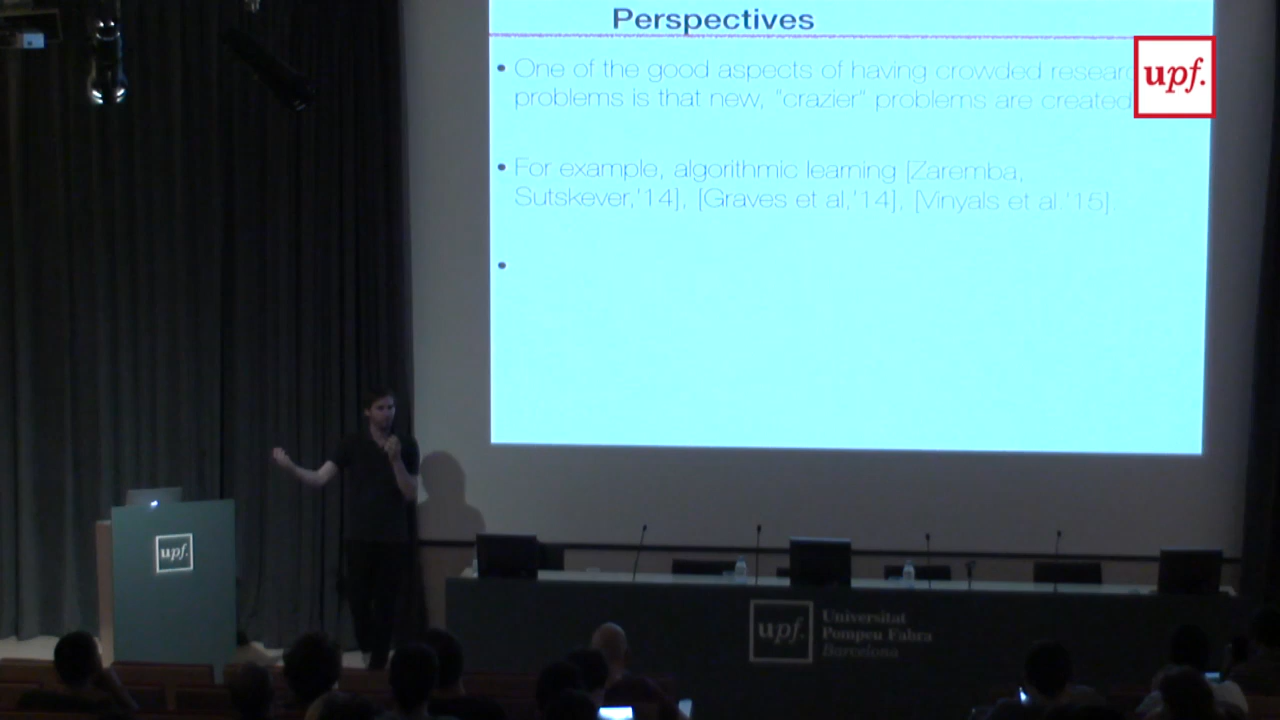 Perspectives
• One of the good aspects of having crowded
problems is that new, "crazier" problems are created
• For example, algorithmic learning [Zaremba,
Sutskever,'14], [Graves et al,'14], [Vinyals et al.'15].
•
upf.
upf.
upf.
Universitat
Pompeu Fabra
Barcelona